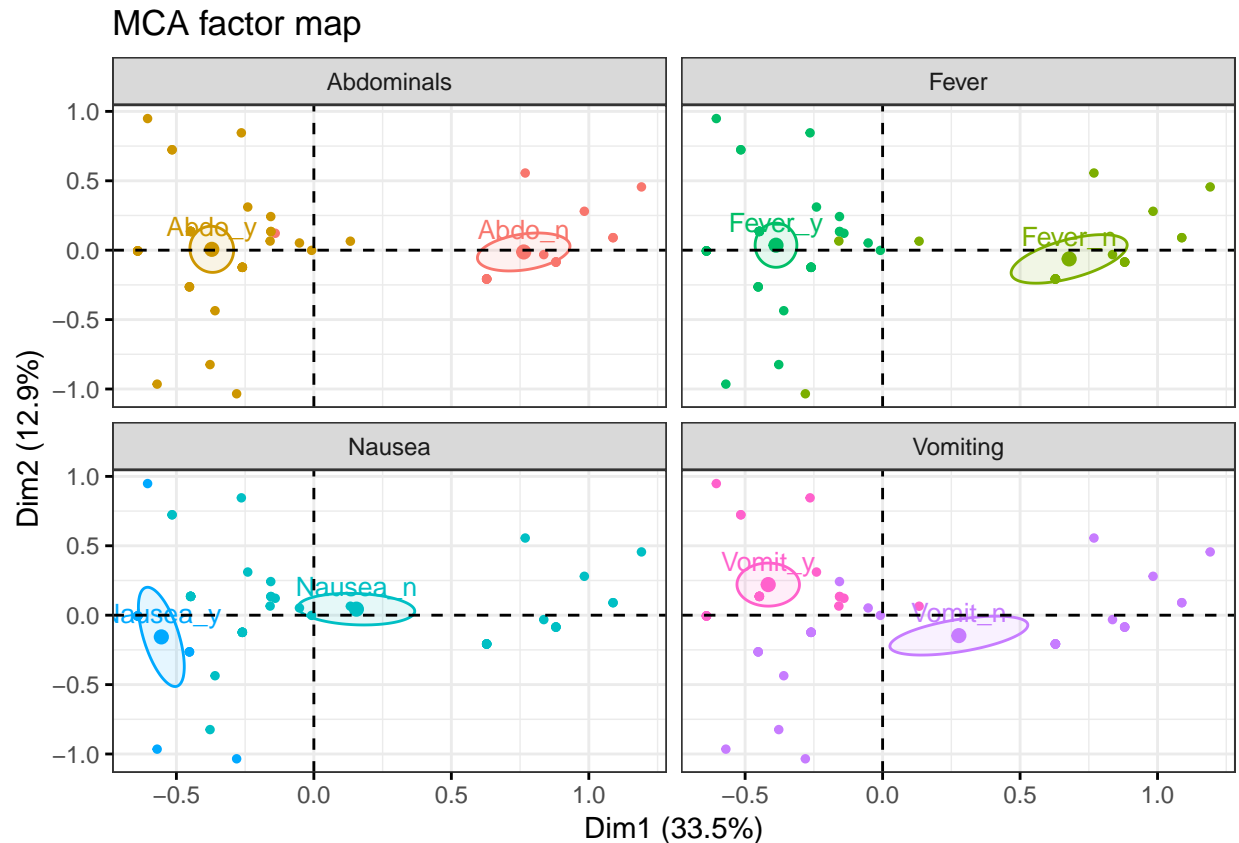 MCA factor map
Abdominals
Fever
1.0
0.5
0.0
−0.5
−1.0
Abdo_y
Abdo_n
Fever_y
Fever_n
Nausea
Vomiting
1.0
0.5
0.0
−0.5
−1.0
Nausea_y
Nausea_n
Vomit_y
Vomit_n
−0.5 0.0 0.5 1.0
−0.5 0.0 0.5 1.0
Dim2 (12.9%)
Dim1 (33.5%)